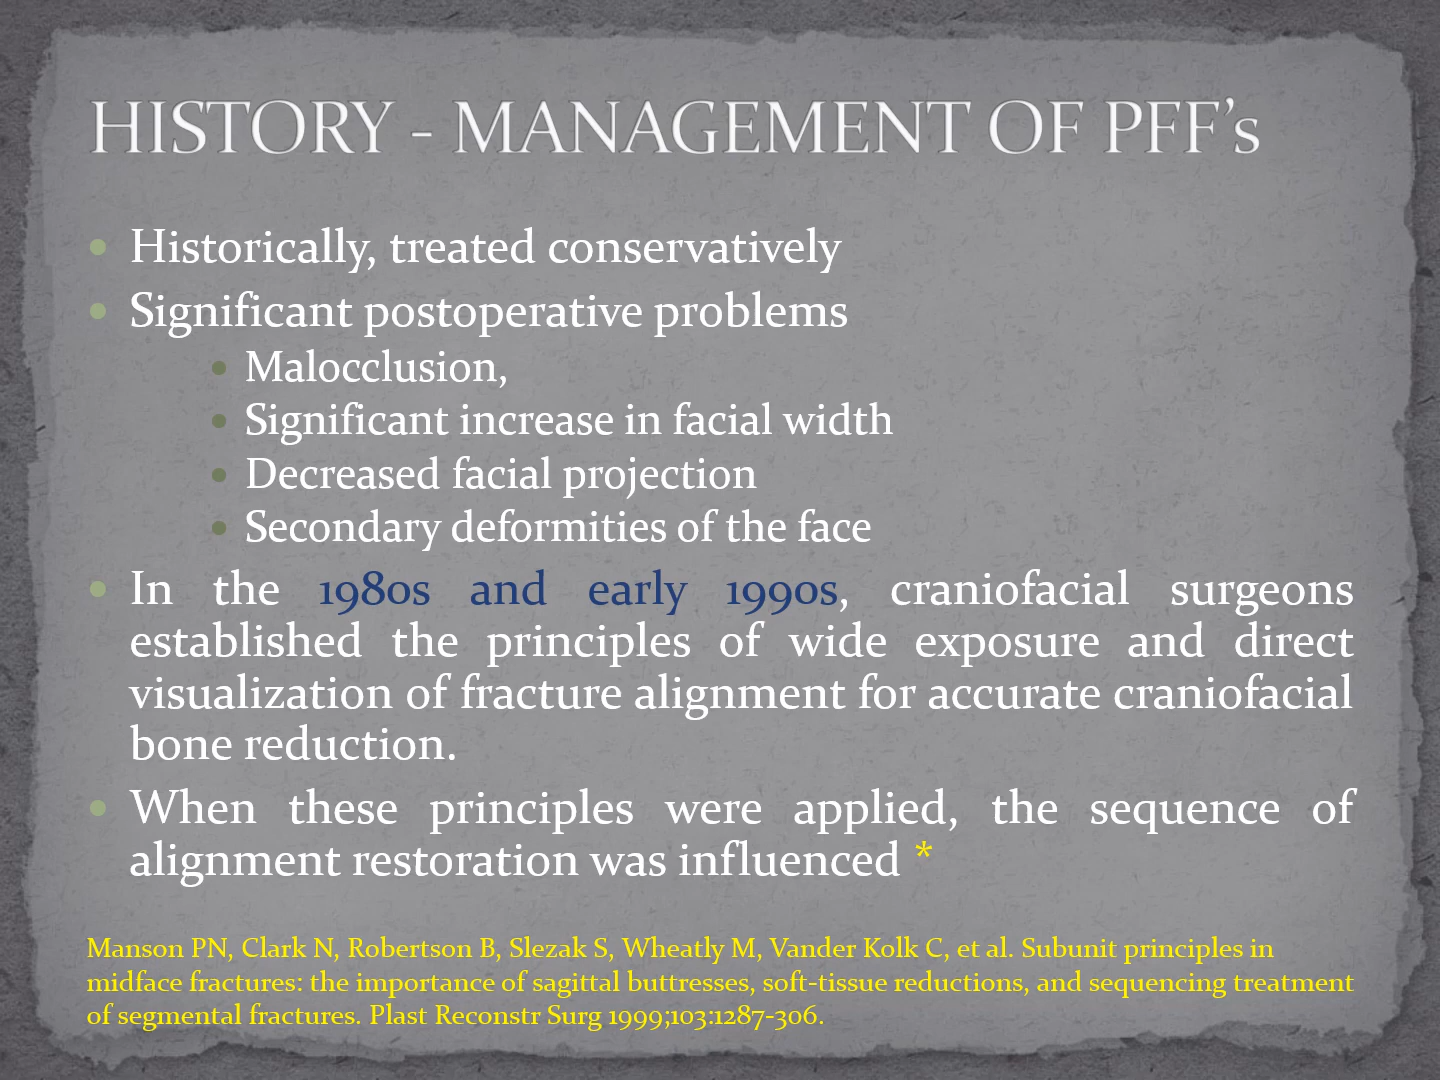 HISTORY - MANAGEMENT OF PFF’s
• Historically, treated conservatively
• Significant postoperative problems
• Malocclusion,
• Significant increase in facial width
• Decreased facial projection
• Secondary deformities of the face
• In the 1980s and early 1990s, craniofacial surgeons
established the principles of wide exposure and direct
visualization of fracture alignment for accurate craniofacial
bone reduction.
• When these principles were applied, the sequence of
alignment restoration was influenced *
Manson PN, Clark N, Robertson B, Slezak S, Wheatly M, Vander Kolk C, et al. Subunit principles in
midface fractures: the importance of sagittal buttresses, soft-tissue reductions, and sequencing treatment
of segmental fractures. Plast Reconstr Surg 1999;103:1287-306.